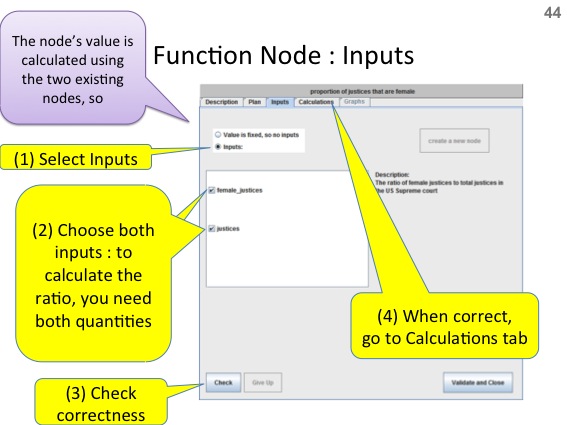 44
The node's value is
calculated using
the two existing
nodes, so
Function Node : Inputs
proportion of justices that are female
Description Plan Inputs Calculations Graphs
Value is fixed, so no inputs
Inputs:
create a new node
(1) Select Inputs
Description:
The ratio of female justices to total justices in
the US Supreme court
female_justices
justices
(2) Choose both
inputs : to
calculate the
ratio, you need
both quantities
(4) When correct,
go to Calculations tab
(3) Check
correctness
Check Give Up Validate and Close